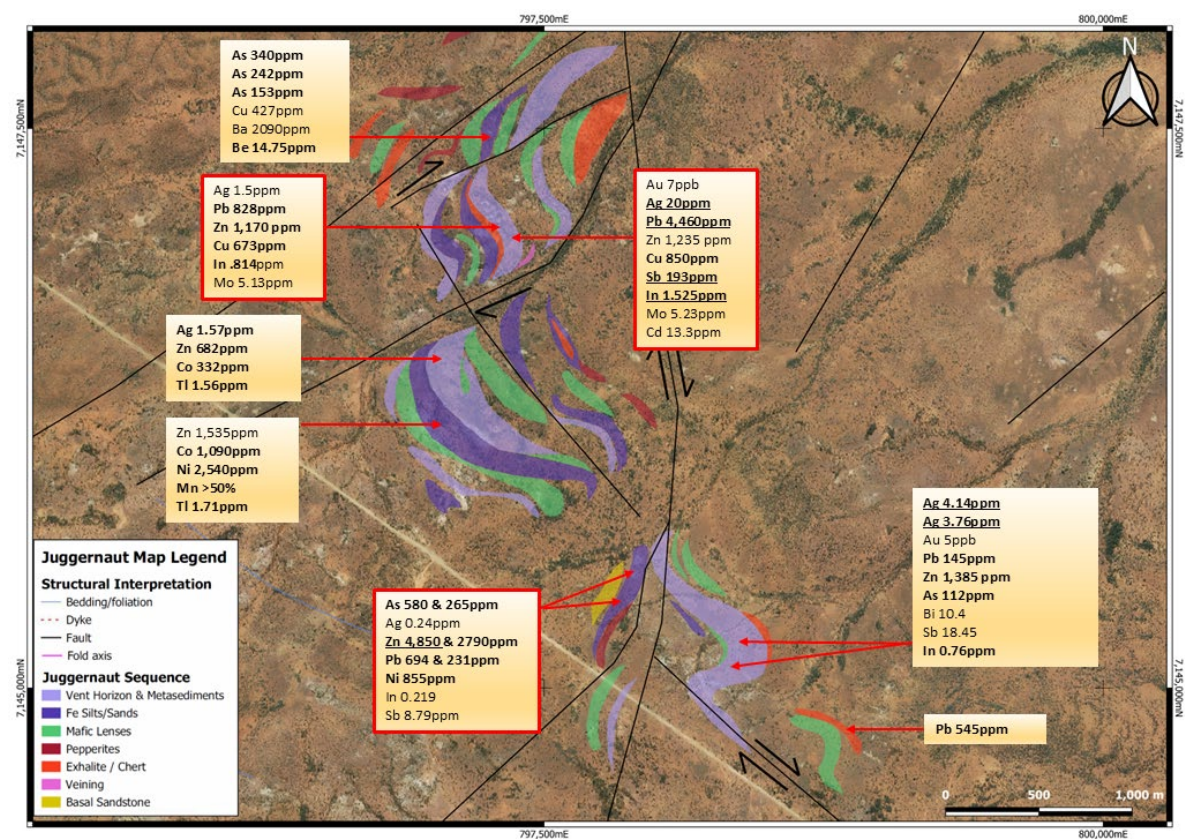 797,500mE
800,000mE
N
7,147,500mN
7,147,500mN
As 340ppm
As 242ppm
As 153ppm
Cu 427ppm
Ba 2090ppm
Be 14.75ppm
Ag 1.5ppm
Pb 828ppm
Zn 1,170 ppm
Cu 673ppm
In .814ppm
Mo 5.13ppm
Au 7ppb
Ag 20ppm
Pb 4,460ppm
Zn 1,235 ppm
Cu 850ppm
Sb 193ppm
In 1.525ppm
Mo 5.23ppm
Cd 13.3ppm
Ag 1.57ppm
Zn 682ppm
Co 332ppm
Tl 1.56ppm
Zn 1,535ppm
Co 1,090ppm
Ni 2,540ppm
Mn >50%
Tl 1.71ppm
Ag 4.14ppm
Ag 3.76ppm
Au 5ppb
Pb 145ppm
Zn 1,385 ppm
As 112ppm
Bi 10.4
Sb 18.45
In 0.76ppm
As 580 & 265ppm
Ag 0.24ppm
Zn 4,850 & 2790ppm
Pb 694 & 231ppm
Ni 855ppm
In 0.219
Sb 8.79ppm
Pb 545ppm
Juggernaut Map Legend
Structural Interpretation
Bedding/foliation
Dyke
Fault
Fold axis
Juggernaut Sequence
Vent Horizon & Metasediments
Fe Silts/Sands
Mafic Lenses
Pepperites
Exhalite / Chert
Veining
Basal Sandstone
7,145,000mN
7,145,000mN
0 500 1,000 m
797,500mE
800,000mE